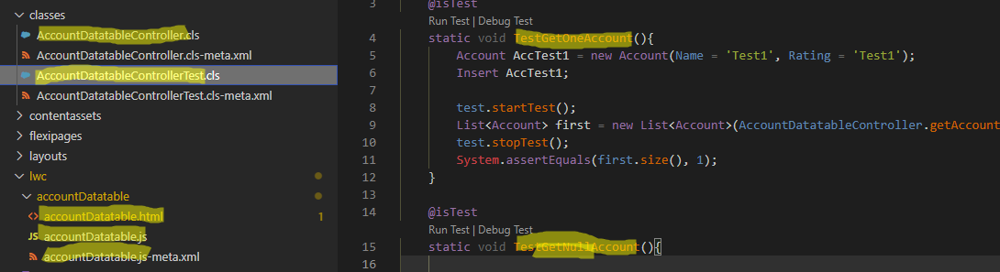 classes
AccountDatatableController.cls
AccountDatatableController.cls-meta.xml
AccountDatatableControllerTest.cls
AccountDatatableControllerTest.cls-meta.xml
contentassets
flexipages
layouts
lwc
accountDatatable
<> accountDatatable.html 1
JS accountDatatable.js
accountDatatable.js-meta.xml
3 @isTest
Run Test | Debug Test
4 static void TestGetOneAccount(){
5 Account AccTest1 = new Account(Name = 'Test1', Rating = 'Test1');
6 Insert AccTest1;
7
8 test.startTest();
9 List<Account> first = new List<Account>(AccountDatatableController.getAccount
10 test.stopTest();
11 System.assertEquals(first.size(), 1);
12 }
13
14 @isTest
Run Test | Debug Test
15 static void TestGetNullAccount(){
16